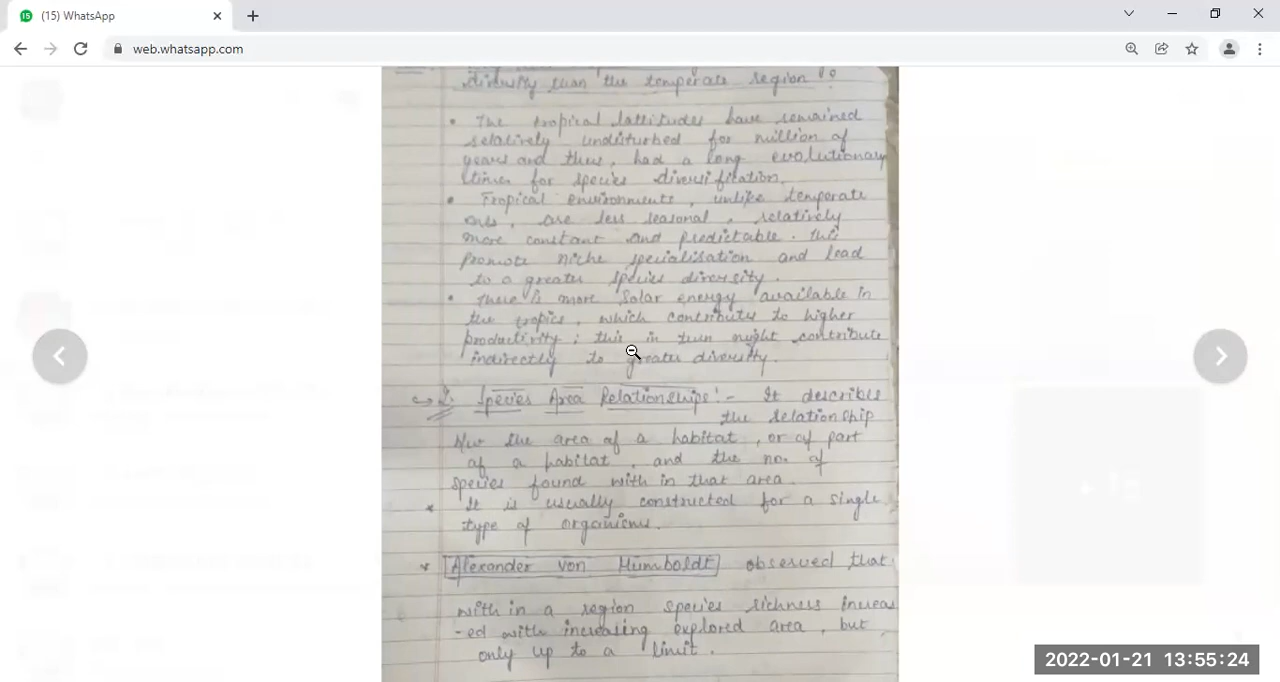 (15) WhatsApp
web.whatsapp.com
diversity than the temperate region ?
• The tropical lattitudes have remained
relatively undisturbed for million of
years and thus, had a long evolutionary
time for species diversification.
• Tropical environments, unlike temperate
ones, are less seasonal, relatively
more constant and predictable. This
promote niche specialisation and lead
to a greater species diversity.
• There is more solar energy available in
the tropics, which contributes to higher
productivity; this in turn might contribute
indirectly to greater diversity.
2. Species Area Relationships:- It describes
the relationship
b/w the area of a habitat, or of part
of a habitat, and the no. of
species found with in that area.
* It is usually constructed for a single
type of organisms.
* Alexander von Humboldt observed that
with in a region species richness increas
-ed with increasing explored area, but
only up to a limit.
2022-01-21 13:55:24